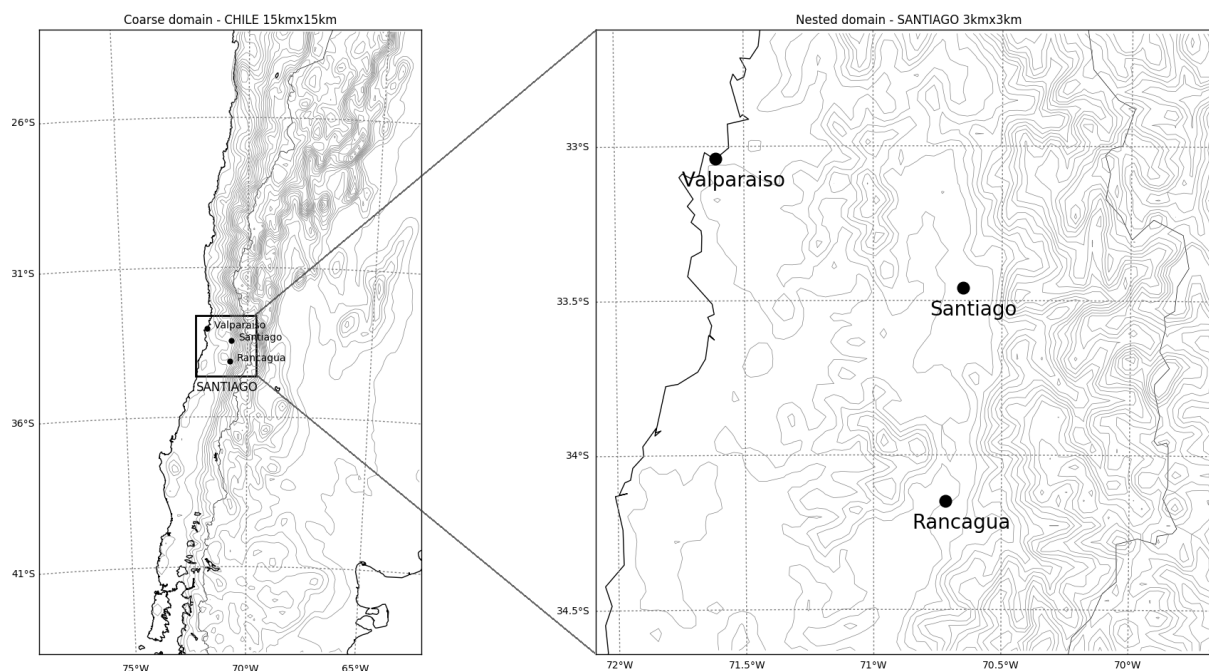 Coarse domain - CHILE 15kmx15km
26°S
31°S
36°S
41°S
75°W
70°W
65°W
Valparaiso
Santiago
Rancagua
SANTIAGO
Nested domain - SANTIAGO 3kmx3km
33°S
33.5°S
34°S
34.5°S
72°W
71.5°W
71°W
70.5°W
70°W
Valparaiso
Santiago
Rancagua